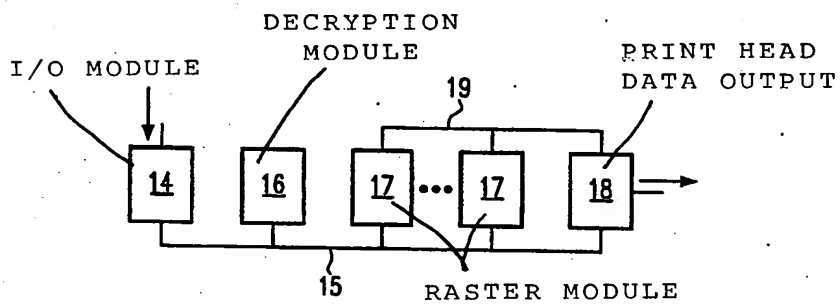 DECRYPTION
MODULE
I/O MODULE
PRINT HEAD
DATA OUTPUT
19
14
16
17
17
18
15
RASTER MODULE